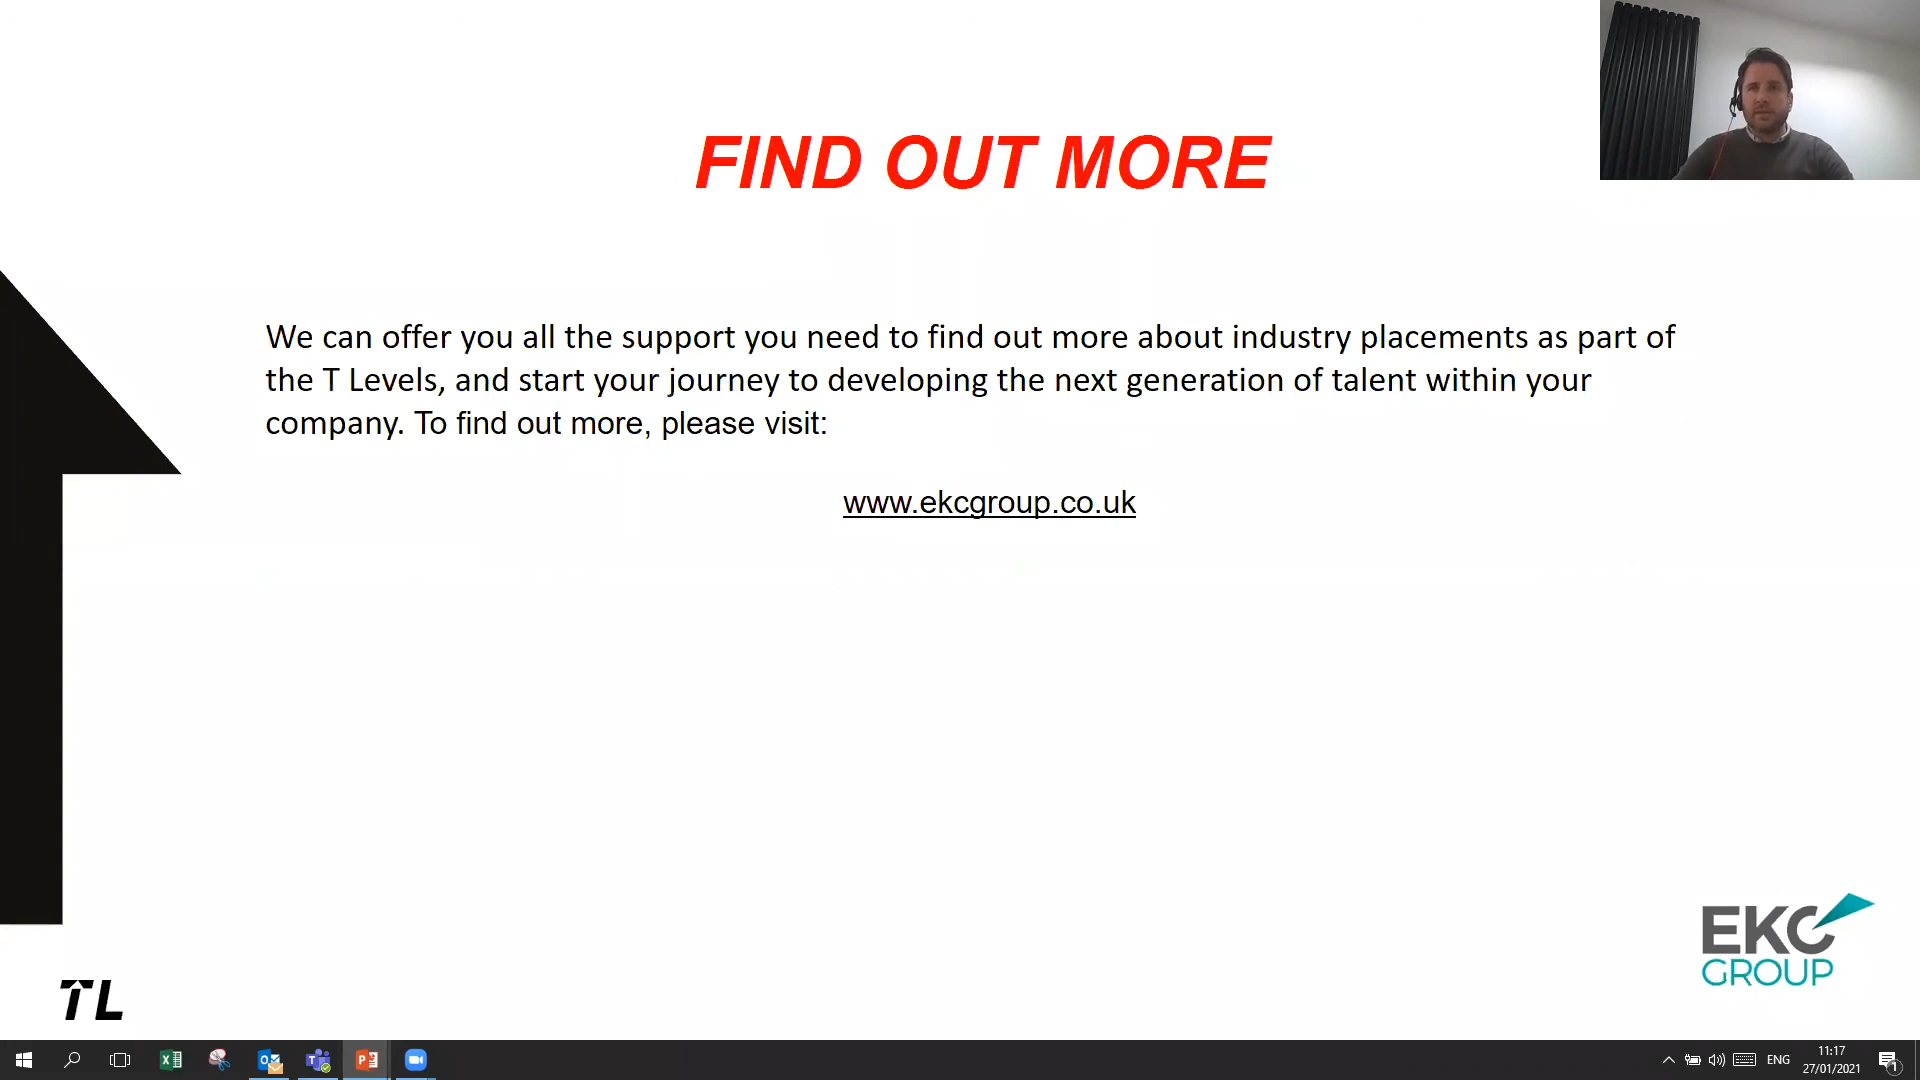 FIND OUT MORE
We can offer you all the support you need to find out more about industry placements as part of
the T Levels, and start your journey to developing the next generation of talent within your
company. To find out more, please visit:
www.ekcgroup.co.uk
EKC
GROUP
TL
ENG
11:17
27/01/2021
1